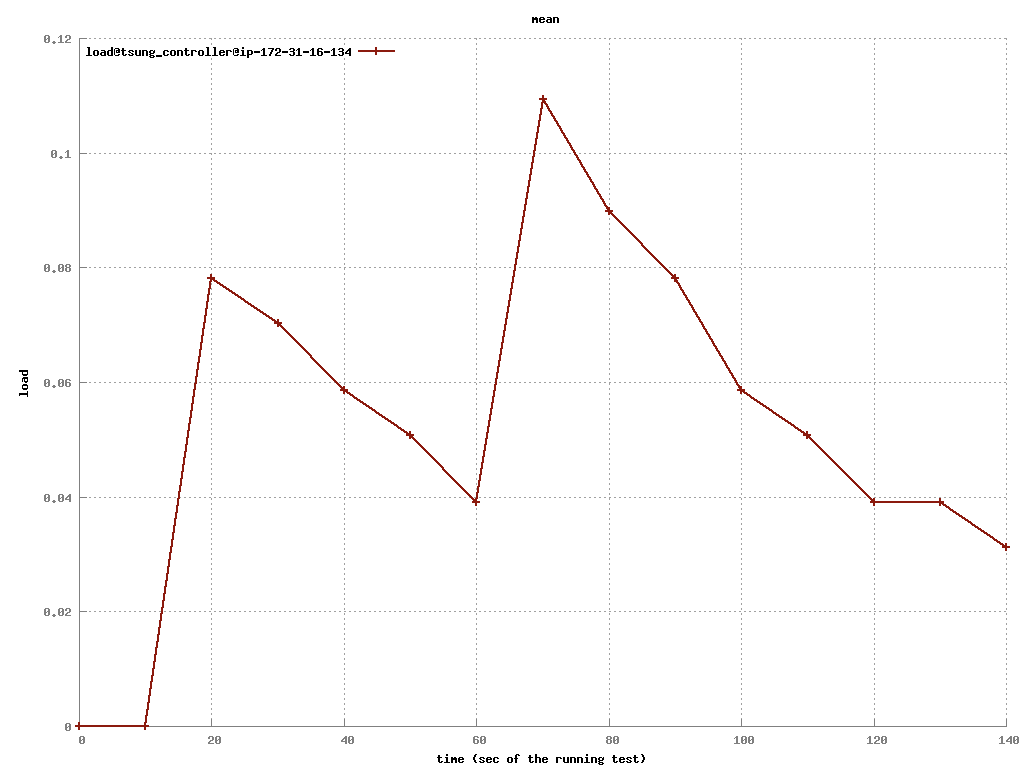 mean
load@tsung_controller@ip-172-31-16-134
0.12
0.1
0.08
0.06
0.04
0.02
0
load
0 20 40 60 80 100 120 140
time (sec of the running test)